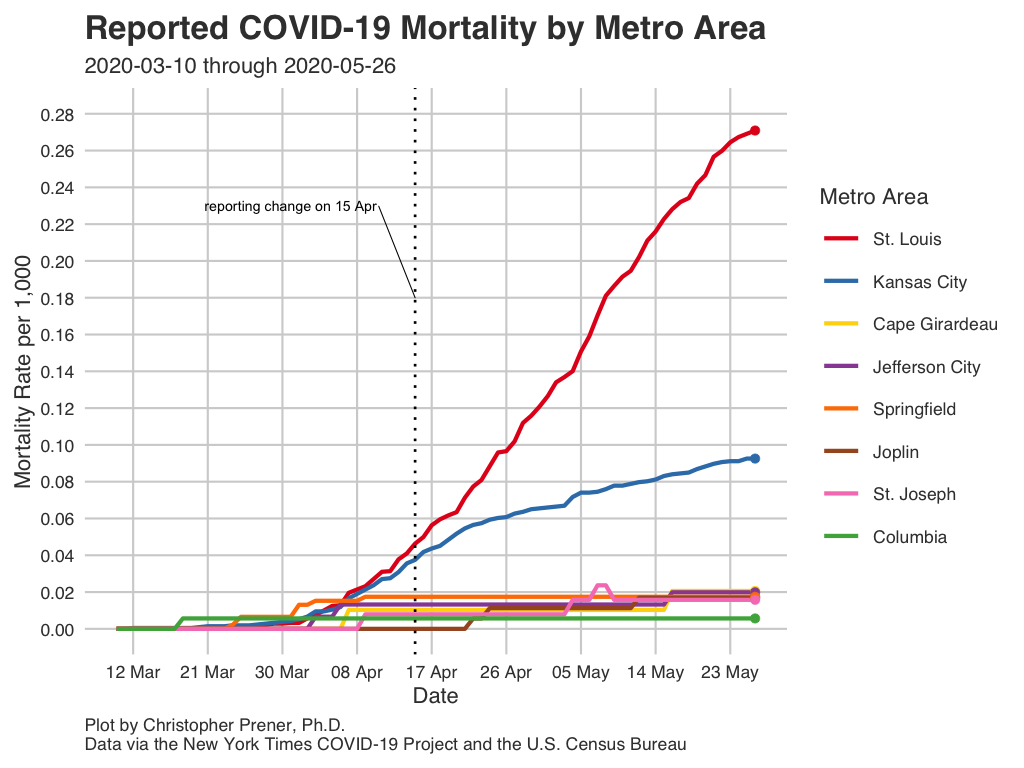 Reported COVID-19 Mortality by Metro Area
2020-03-10 through 2020-05-26
0.28
0.26
0.24
0.22
0.20
0.18
0.16
0.14
0.12
0.10
0.08
0.06
0.04
0.02
0.00
Mortality Rate per 1,000
reporting change on 15 Apr
12 Mar 21 Mar 30 Mar 08 Apr 17 Apr 26 Apr 05 May 14 May 23 May
Date
Metro Area
St. Louis
Kansas City
Cape Girardeau
Jefferson City
Springfield
Joplin
St. Joseph
Columbia
Plot by Christopher Prener, Ph.D.
Data via the New York Times COVID-19 Project and the U.S. Census Bureau